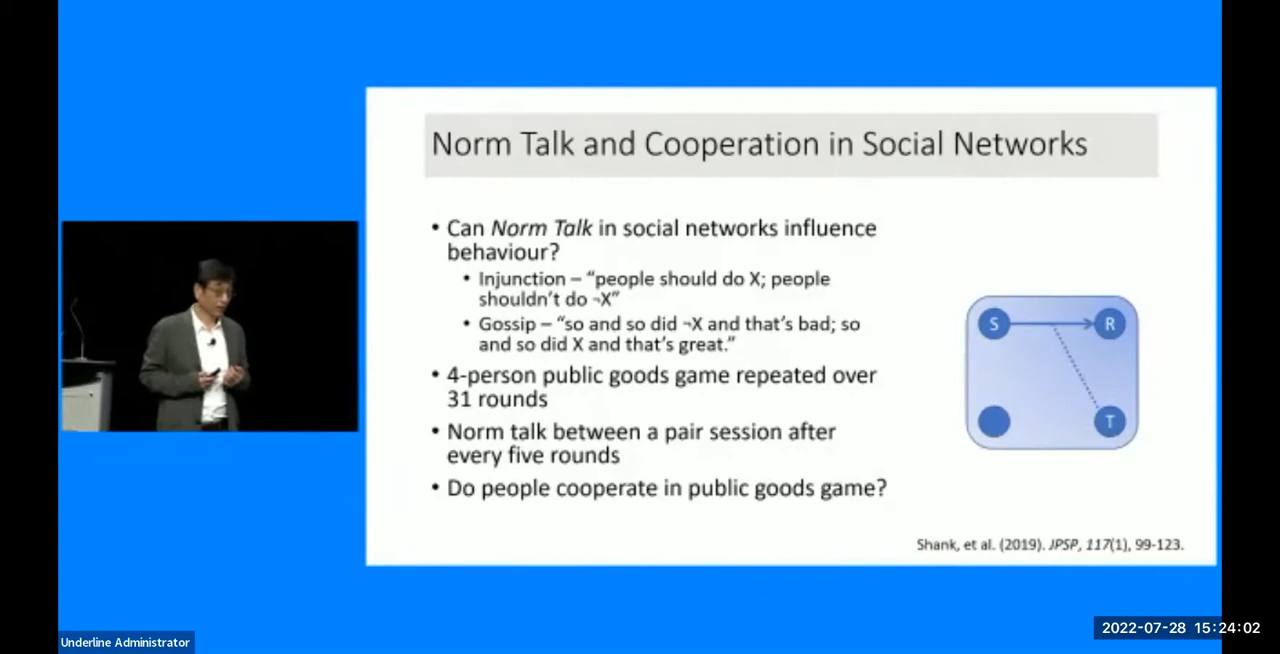 Norm Talk and Cooperation in Social Networks
• Can Norm Talk in social networks influence
behaviour?
• Injunction – “people should do X; people
shouldn’t do ¬X”
• Gossip – “so and so did ¬X and that’s bad; so
and so did X and that’s great.”
• 4-person public goods game repeated over
31 rounds
• Norm talk between a pair session after
every five rounds
• Do people cooperate in public goods game?
S
R
T
Shank, et al. (2019). JPSP, 117(1), 99-123.
Underline Administrator
2022-07-28 15:24:02